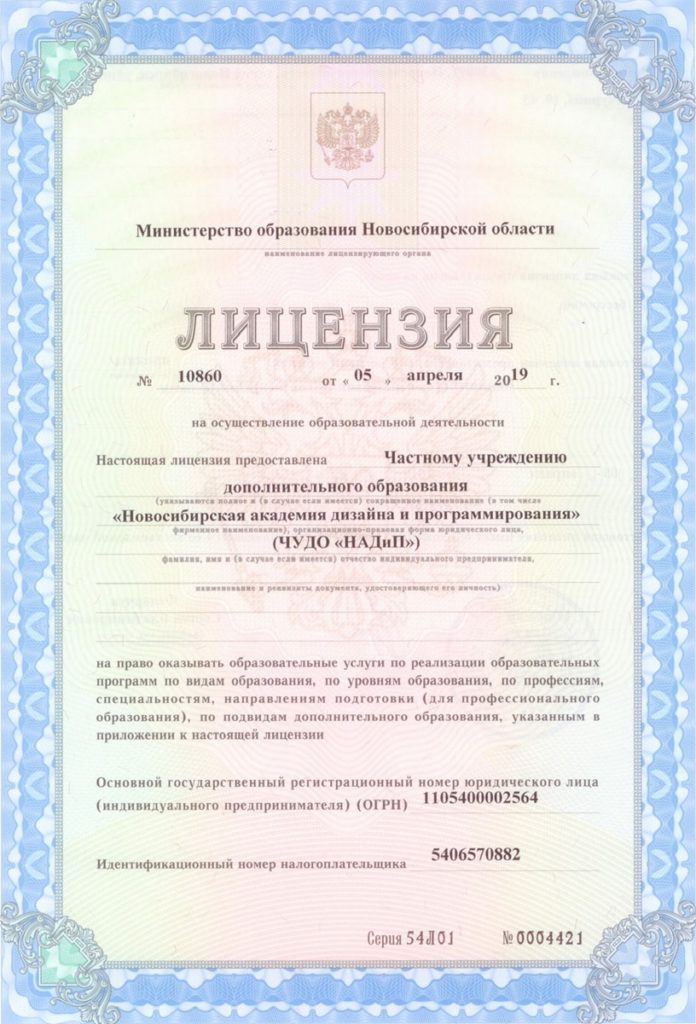 Министерство образования Новосибирской области
наименование лицензирующего органа
ЛИЦЕНЗИЯ
№ 10860 от « 05 » апреля 2019 г.
на осуществление образовательной деятельности
Настоящая лицензия предоставлена Частному учреждению
дополнительного образования
(указываются полное и (в случае если имеется) сокращенное наименование (в том числе
«Новосибирская академия дизайна и программирования»
фирменное наименование), организационно-правовая форма юридического лица,
(ЧУДО «НАДиП»)
фамилия, имя и (в случае если имеется) отчество индивидуального предпринимателя,
наименование и реквизиты документа, удостоверяющего его личность)
на право оказывать образовательные услуги по реализации образовательных
программ по видам образования, по уровням образования, по профессиям,
специальностям, направлениям подготовки (для профессионального
образования), по подвидам дополнительного образования, указанным в
приложении к настоящей лицензии
Основной государственный регистрационный номер юридического лица
(индивидуального предпринимателя) (ОГРН) 1105400002564
Идентификационный номер налогоплательщика 5406570882
Серия 54Л01 № 0004421